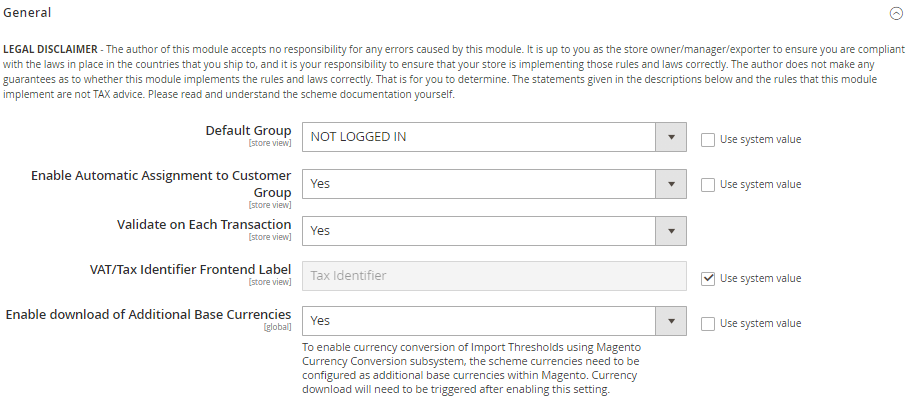 General
LEGAL DISCLAIMER - The author of this module accepts no responsibility for any errors caused by this module. It is up to you as the store owner/manager/exporter to ensure you are compliant
with the laws in place in the countries that you ship to, and it is your responsibility to ensure that your store is implementing those rules and laws correctly. The author does not make any
guarantees as to whether this module implements the rules and laws correctly. That is for you to determine. The statements given in the descriptions below and the rules that this module
implement are not TAX advice. Please read and understand the scheme documentation yourself.
Default Group NOT LOGGED IN Use system value
[store view]
Enable Automatic Assignment to Customer Yes Use system value
Group
[store view]
Validate on Each Transaction Yes
[store view]
VAT/Tax Identifier Frontend Label Tax Identifier Use system value
[store view]
Enable download of Additional Base Currencies Yes Use system value
[global]
To enable currency conversion of Import Thresholds using Magento
Currency Conversion subsystem, the scheme currencies need to be
configured as additional base currencies within Magento. Currency
download will need to be triggered after enabling this setting.